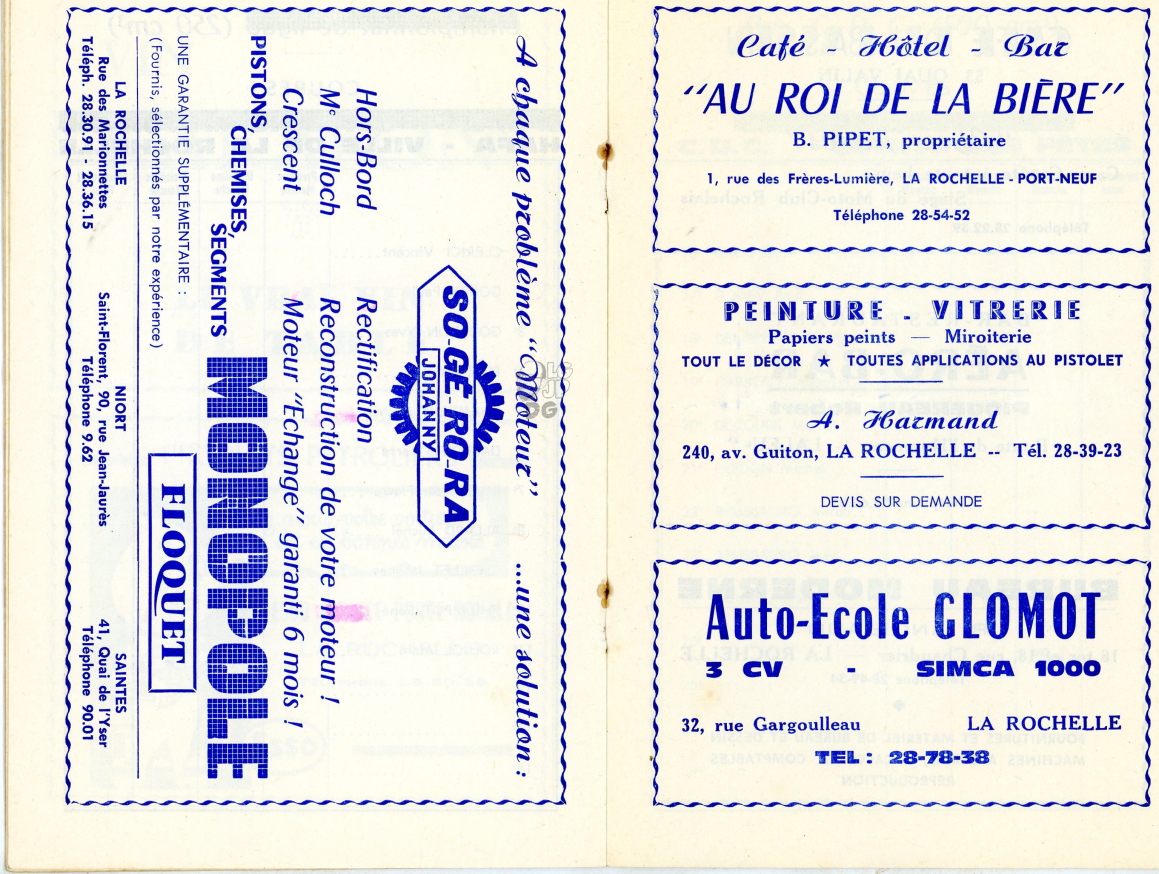 A chaque problème "Moteur" ...une solution :
SO-GÉ-RO RA
JOHANNY
Hors-Bord Rectification
Mc Culloch Reconstruction de votre moteur !
Crescent Moteur "Echange" garanti 6 mois !
PISTONS, CHEMISES, SEGMENTS MONOPOLE
UNE GARANTIE SUPPLÉMENTAIRE :
(Fournis, sélectionnés par notre expérience) FLOQUET
LA ROCHELLE
Rue des Marionnettes
Téléph. 28.30.91 - 28.36.15
NIORT
Saint-Florent, 90, rue Jean-Jaurès
Téléphone 9.62
SAINTES
41, Quai de l'Yser
Téléphone 90.01
Café - Hôtel - Bar
"AU ROI DE LA BIÈRE"
B. PIPET, propriétaire
1, rue des Frères-Lumière, LA ROCHELLE - PORT-NEUF
Téléphone 28-54-52
PEINTURE - VITRERIE
Papiers peints — Miroiterie
TOUT LE DÉCOR ★ TOUTES APPLICATIONS AU PISTOLET
A. Harmand
240, av. Guiton, LA ROCHELLE -- Tél. 28-39-23
DEVIS SUR DEMANDE
Auto-Ecole CLOMOT
3 CV - SIMCA 1000
32, rue Gargoulleau LA ROCHELLE
TEL : 28-78-38